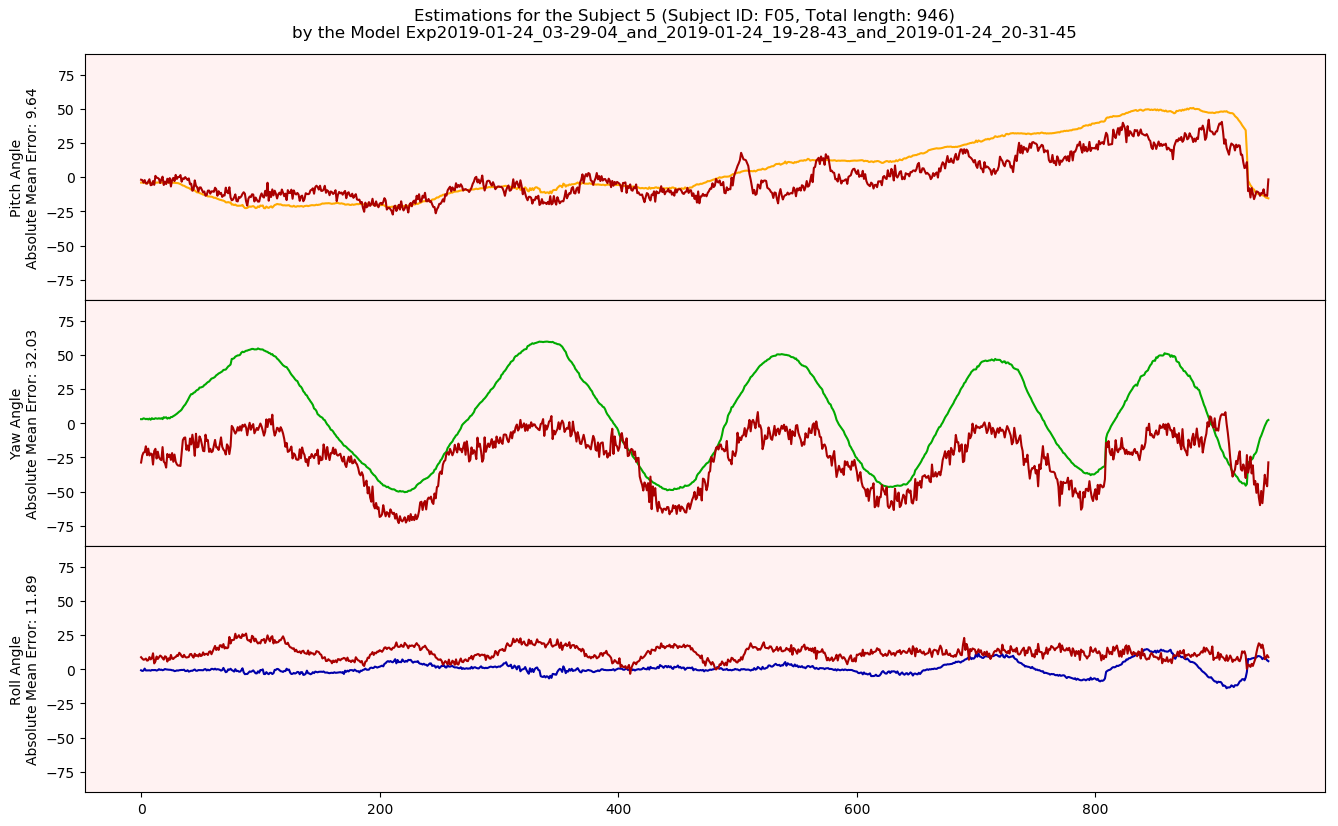 Estimations for the Subject 5 (Subject ID: F05, Total length: 946)
by the Model Exp2019-01-24_03-29-04_and_2019-01-24_19-28-43_and_2019-01-24_20-31-45
Pitch Angle
Absolute Mean Error: 9.64
75
50
25
0
−25
−50
−75
Yaw Angle
Absolute Mean Error: 32.03
75
50
25
0
−25
−50
−75
Roll Angle
Absolute Mean Error: 11.89
75
50
25
0
−25
−50
−75
0 200 400 600 800